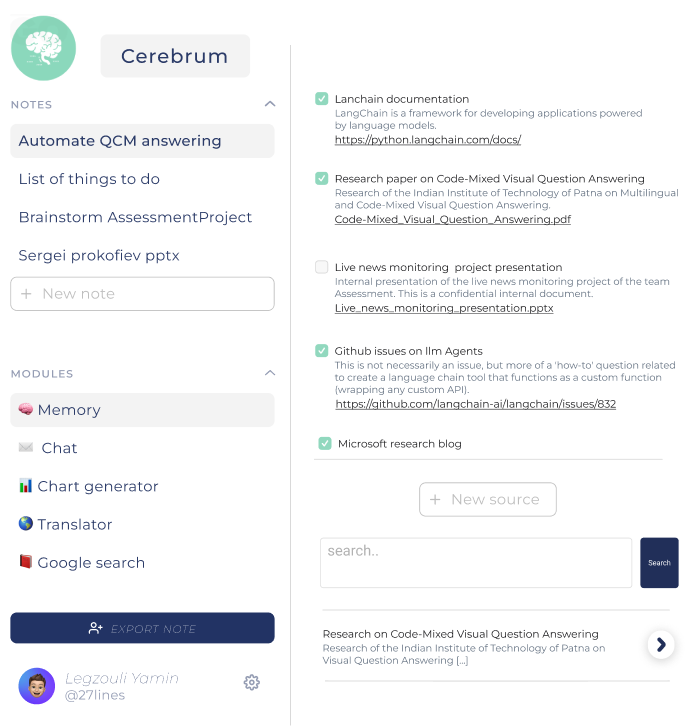 Cerebrum
NOTES
Automate QCM answering
List of things to do
Brainstorm AssessmentProject
Sergei prokofiev pptx
+ New note
MODULES
Memory
Chat
Chart generator
Translator
Google search
EXPORT NOTE
Legzouli Yamin
@27lines
Lanchain documentation
LangChain is a framework for developing applications powered
by language models.
https://python.langchain.com/docs/
Research paper on Code-Mixed Visual Question Answering
Research of the Indian Institute of Technology of Patna on Multilingual
and Code-Mixed Visual Question Answering.
Code-Mixed_Visual_Question_Answering.pdf
Live news monitoring project presentation
Internal presentation of the live news monitoring project of the team
Assessment. This is a confidential internal document.
Live_news_monitoring_presentation.pptx
Github issues on llm Agents
This is not necessarily an issue, but more of a 'how-to' question related
to create a language chain tool that functions as a custom function
(wrapping any custom API).
https://github.com/langchain-ai/langchain/issues/832
Microsoft research blog
+ New source
search..
Search
Research on Code-Mixed Visual Question Answering
Research of the Indian Institute of Technology of Patna on
Visual Question Answering [...]